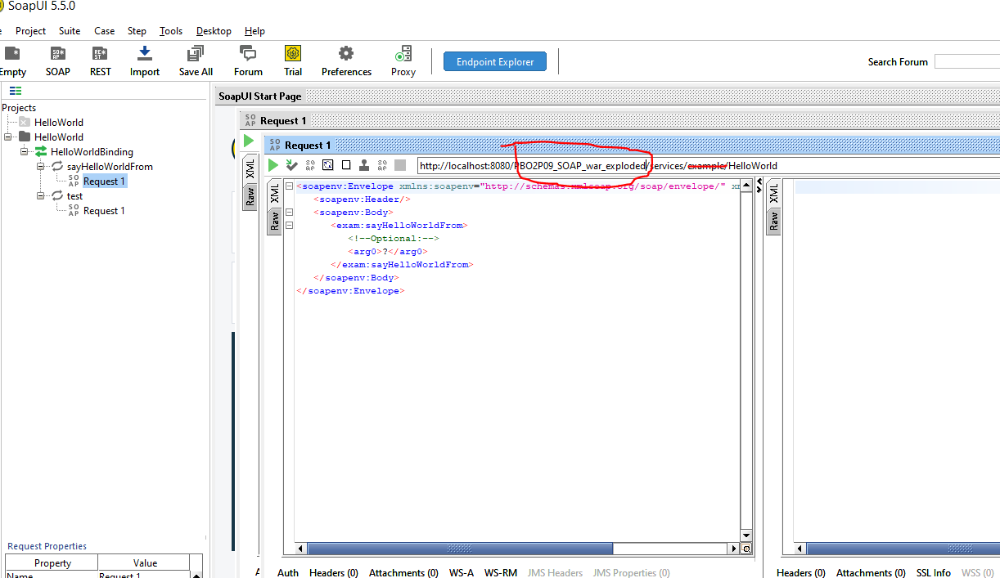 SoapUI 5.5.0
Project Suite Case Step Tools Desktop Help
Empty SOAP REST Import Save All Forum Trial Preferences Proxy Endpoint Explorer Search Forum
Projects
HelloWorld
HelloWorld
HelloWorldBinding
sayHelloWorldFrom
Request 1
test
Request 1
SoapUI Start Page
SO AP Request 1
SO AP Request 1
http://localhost:8080/PBO2P09_SOAP_war_exploded/services/example/HelloWorld
XML
Raw
XML
Raw
<soapenv:Envelope xmlns:soapenv="http://schemas.xmlsoap.org/soap/envelope/" xm
<soapenv:Header/>
<soapenv:Body>
<exam:sayHelloWorldFrom>
<!--Optional:-->
<arg0>?</arg0>
</exam:sayHelloWorldFrom>
</soapenv:Body>
</soapenv:Envelope>
XML
Raw
Request Properties
Property Value
Name Request 1
A Auth Headers (0) Attachments (0) WS-A WS-RM JMS Headers JMS Properties (0)
Headers (0) Attachments (0) SSL Info WSS (0)